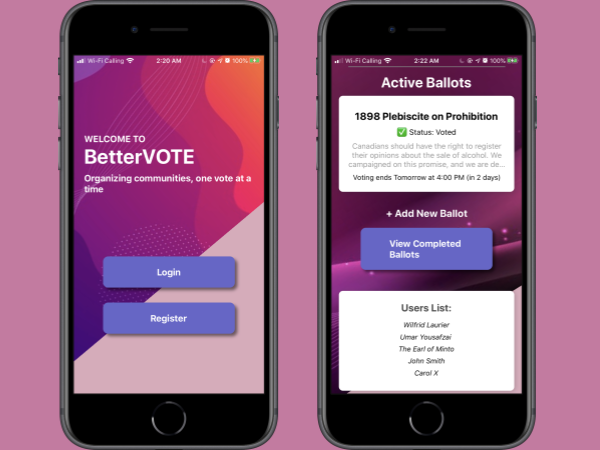 Wi-Fi Calling 2:20 AM 100%
WELCOME TO
BetterVOTE
Organizing communities, one vote at a
time
Login
Register
Wi-Fi Calling 2:22 AM 100%
Active Ballots
1898 Plebiscite on Prohibition
✅ Status: Voted
Canadians should have the right to register
their opinions about the sale of alcohol. We
campaigned on this promise, and we are de...
Voting ends Tomorrow at 4:00 PM (in 2 days)
+ Add New Ballot
View Completed
Ballots
Users List:
Wilfrid Laurier
Umar Yousafzai
The Earl of Minto
John Smith
Carol X